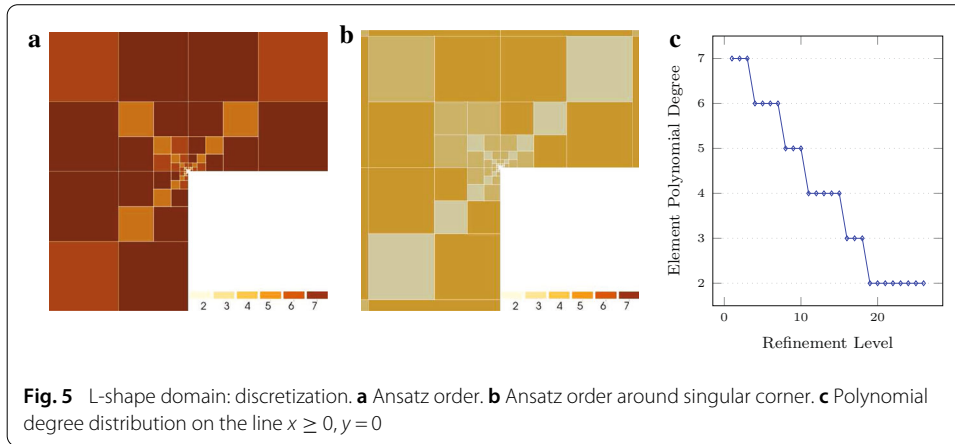 a
2 3 4 5 6 7
b
2 3 4 5 6 7
c
Element Polynomial Degree
7
6
5
4
3
2
0 10 20
Refinement Level
Fig. 5 L-shape domain: discretization. a Ansatz order. b Ansatz order around singular corner. c Polynomial
degree distribution on the line x ≥ 0, y = 0